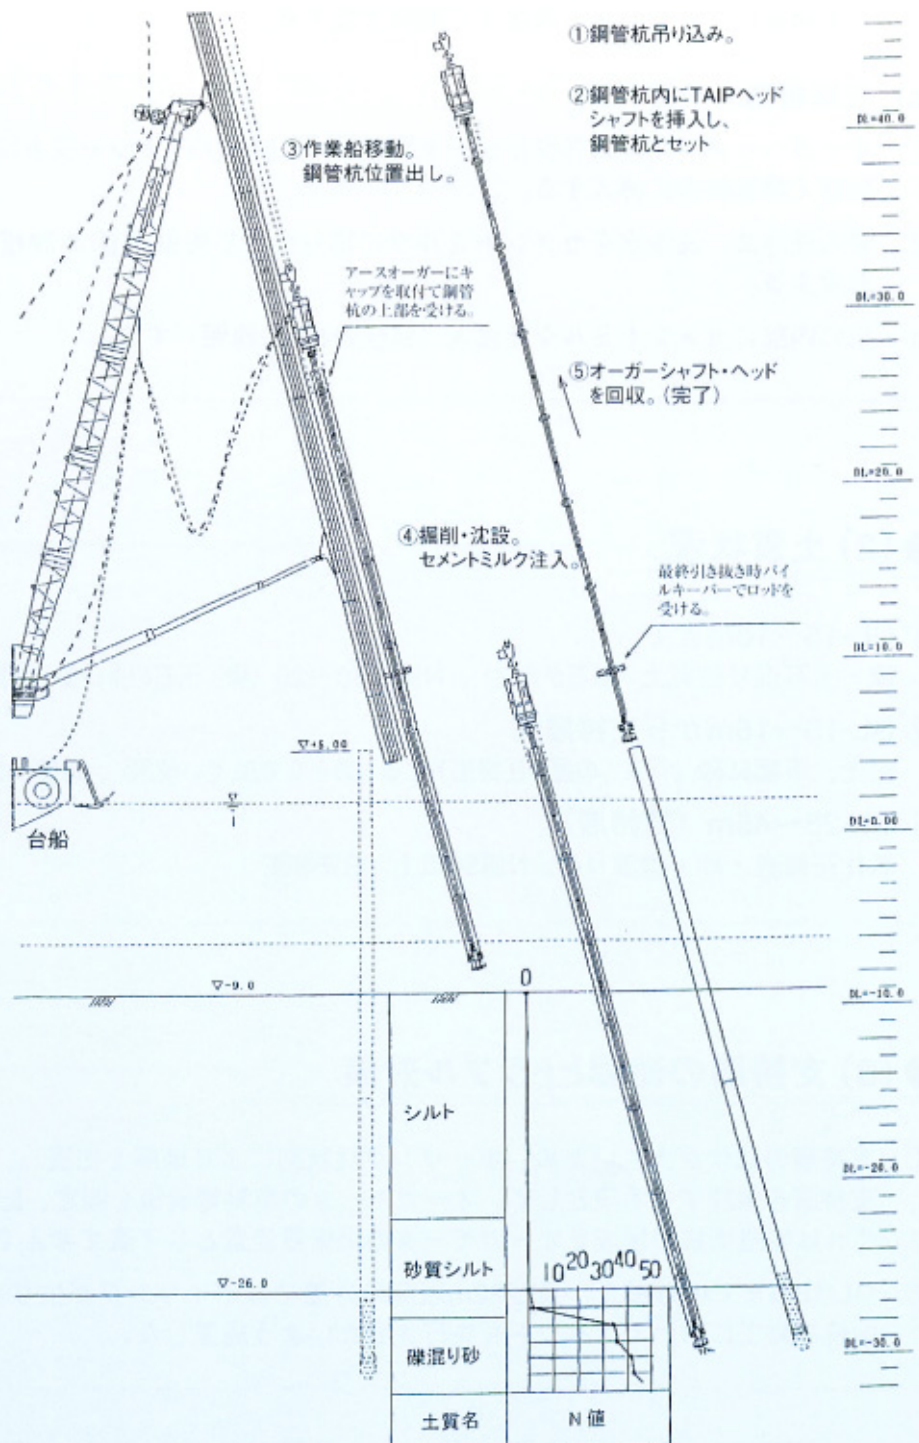 ①鋼管杭吊り込み。
②鋼管杭内にTAIPヘッド
シャフトを挿入し、
鋼管杭とセット
③作業船移動。
鋼管杭位置出し。
アースオーガーにキ
ャップを取付て鋼管
杭の上部を受ける。
⑤オーガーシャフト・ヘッド
を回収。(完了)
④掘削・沈設。
セメントミルク注入。
最終引き抜き時パイ
ルキーパーでロッドを
受ける。
DL=40.0
DL=30.0
DL=20.0
DL=10.0
DL=0.00
DL=-10.0
DL=-20.0
DL=-30.0
▽+5.00
台船
▽-9.0
0
シルト
砂質シルト
10 20 30 40 50
▽-26.0
礫混り砂
土質名
N値